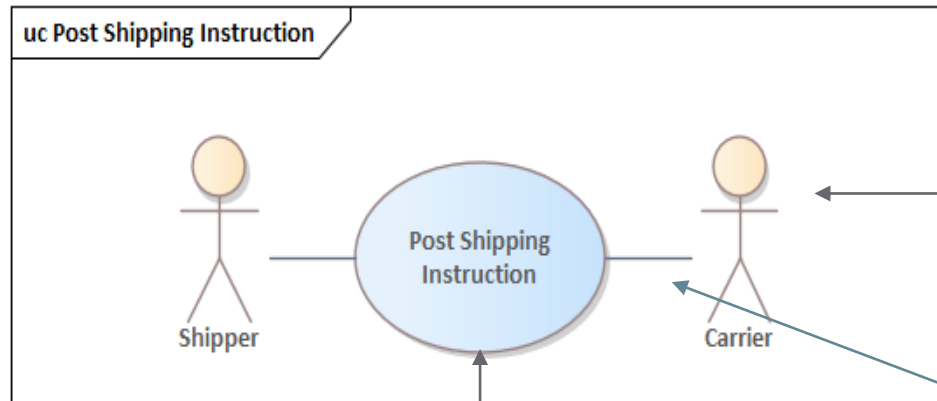 uc Post Shipping Instruction
Post Shipping
Instruction
Shipper
Carrier